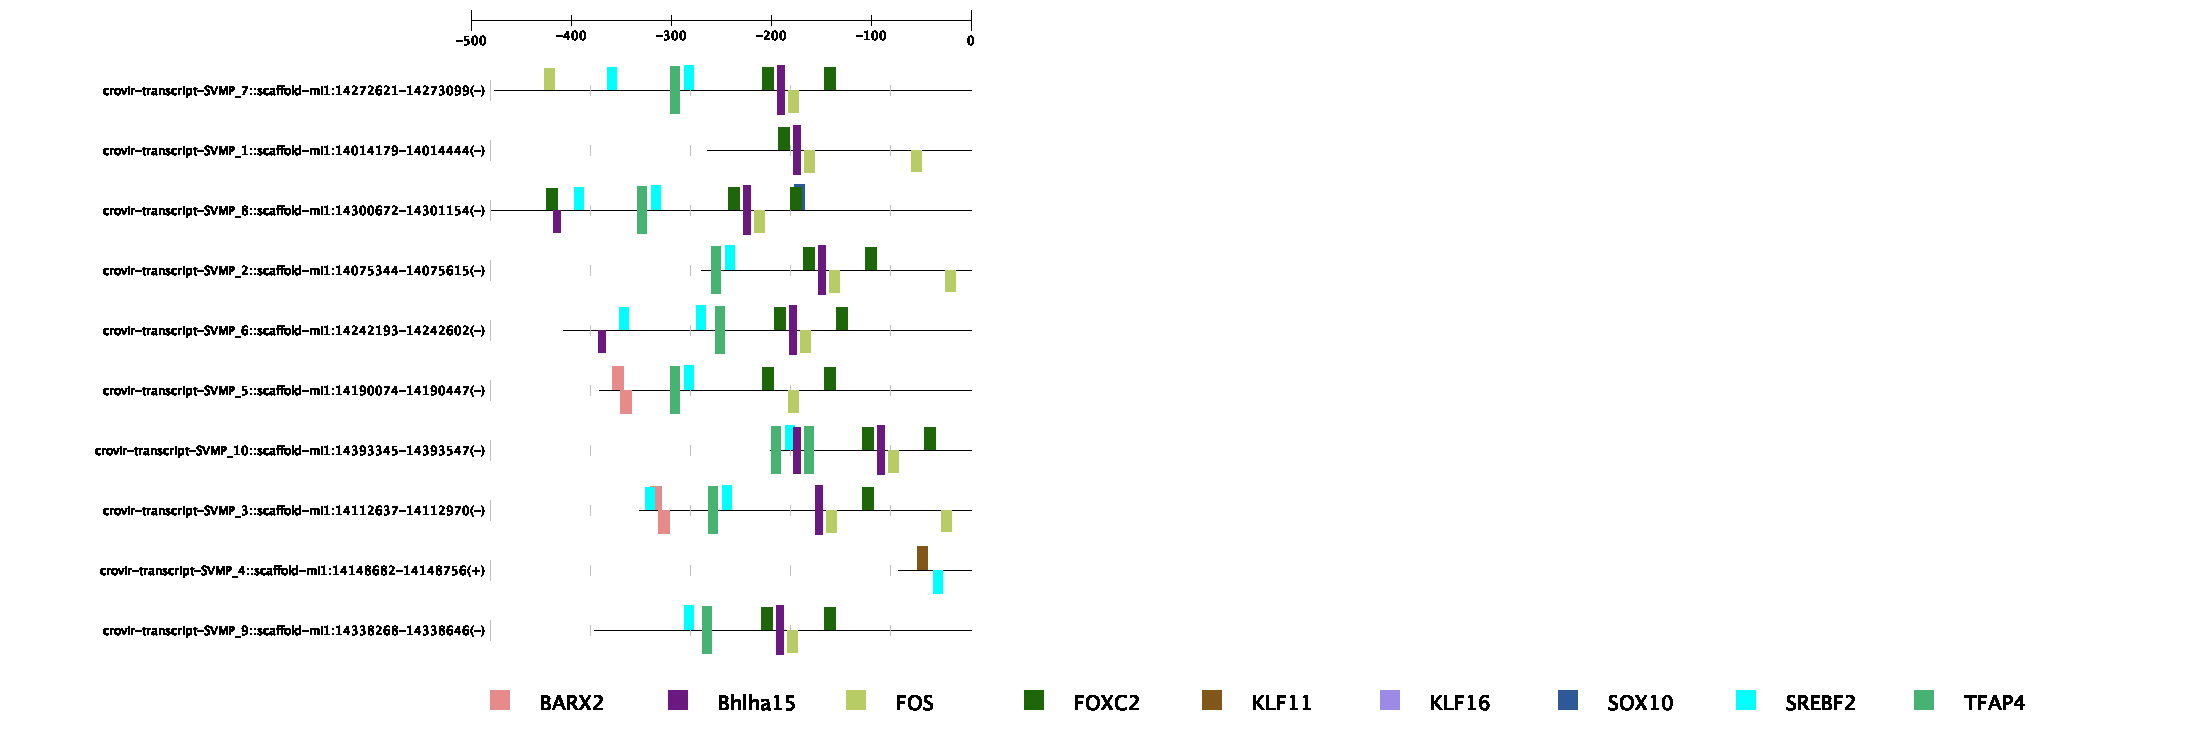 -500 -400 -300 -200 -100 0
crovir-transcript-SVMP_7::scaffold-mi1:14272621-14273099(-)
crovir-transcript-SVMP_1::scaffold-mi1:14014179-14014444(-)
crovir-transcript-SVMP_8::scaffold-mi1:14300672-14301154(-)
crovir-transcript-SVMP_2::scaffold-mi1:14075344-14075615(-)
crovir-transcript-SVMP_6::scaffold-mi1:14242193-14242602(-)
crovir-transcript-SVMP_5::scaffold-mi1:14190074-14190447(-)
crovir-transcript-SVMP_10::scaffold-mi1:14393345-14393547(-)
crovir-transcript-SVMP_3::scaffold-mi1:14112637-14112970(-)
crovir-transcript-SVMP_4::scaffold-mi1:14148682-14148756(+)
crovir-transcript-SVMP_9::scaffold-mi1:14338268-14338646(-)
BARX2 Bhlha15 FOS FOXC2 KLF11 KLF16 SOX10 SREBF2 TFAP4